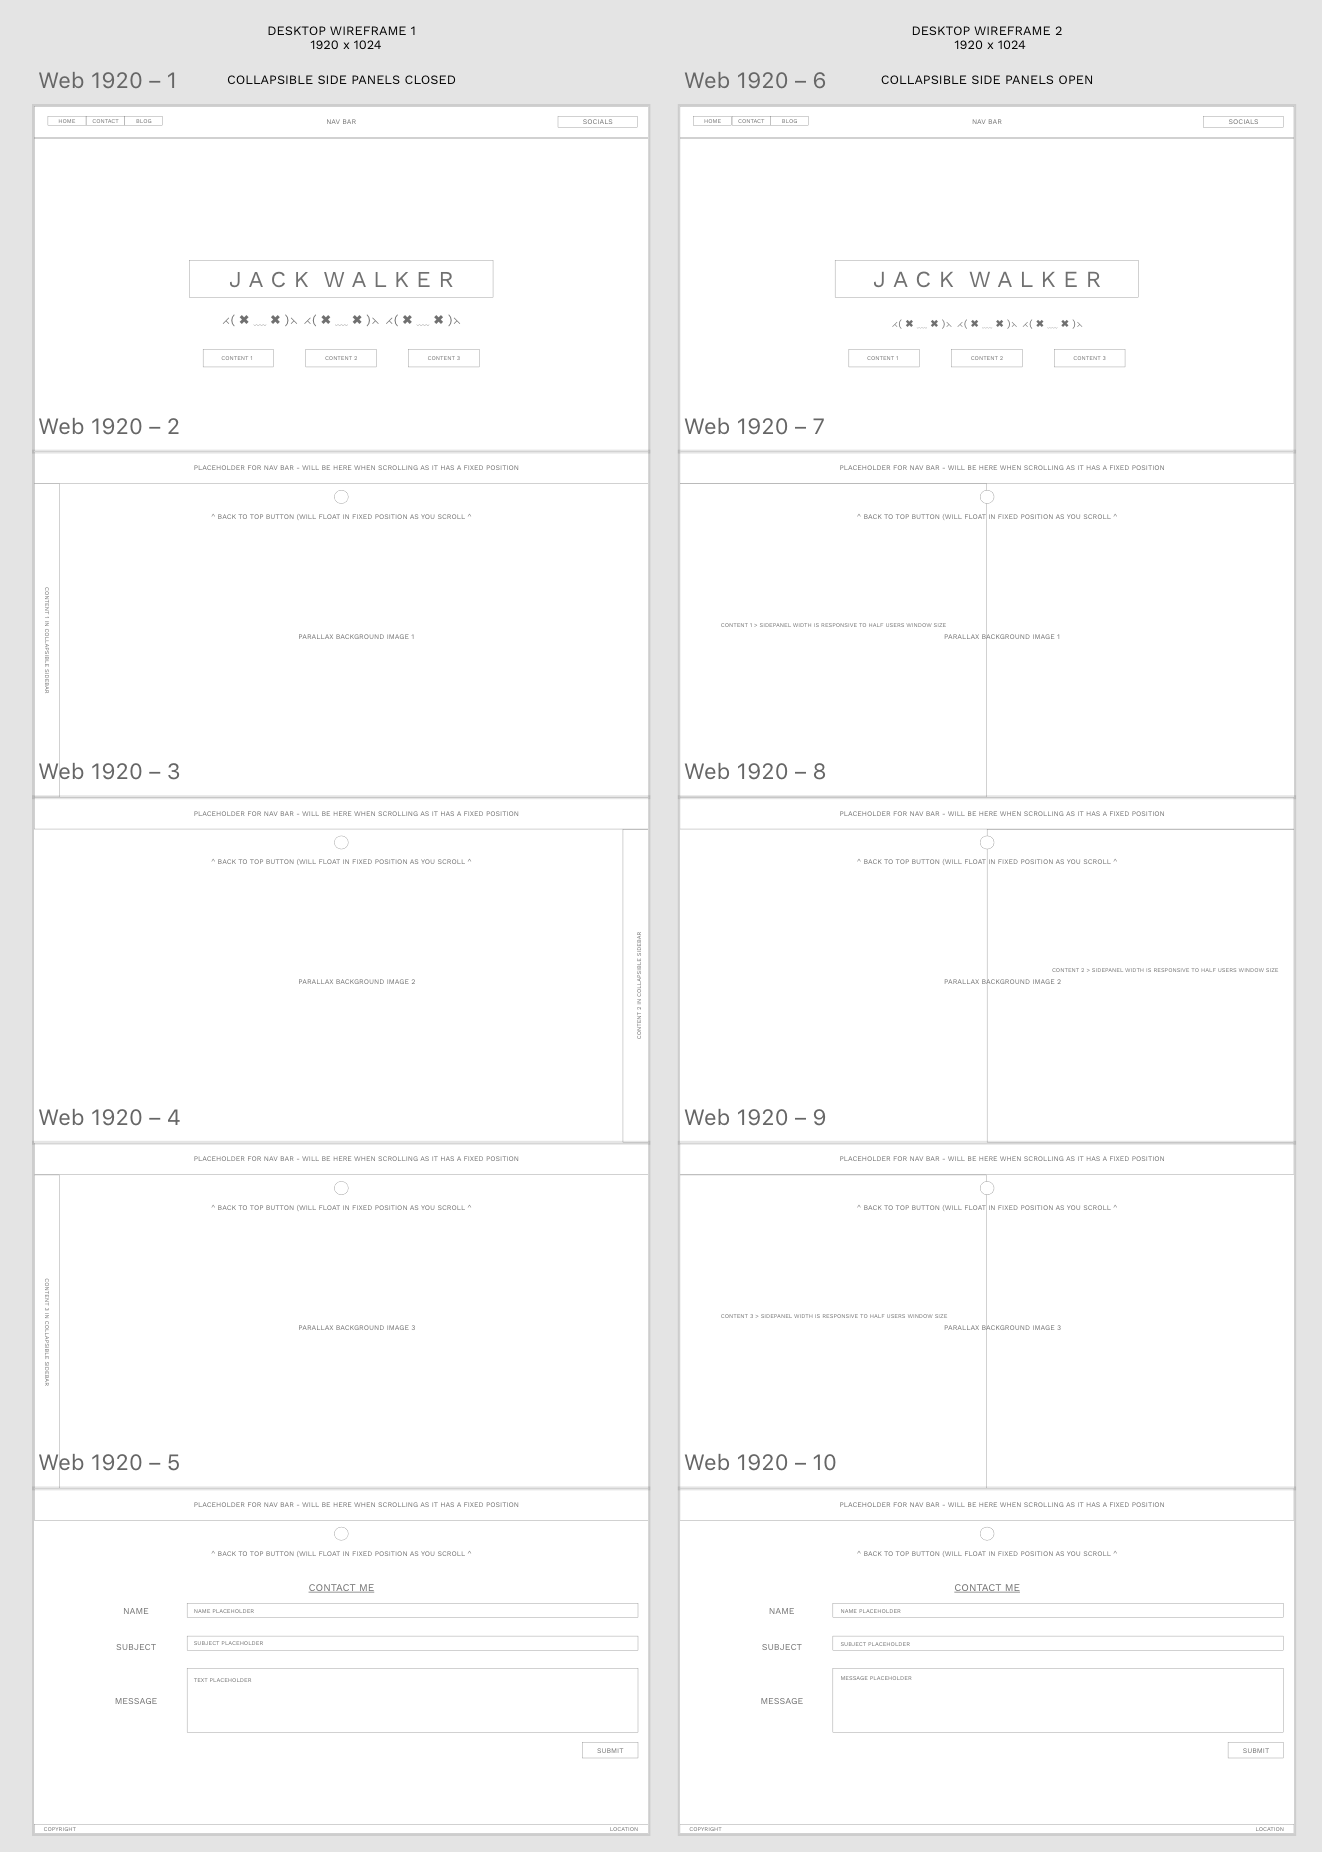 DESKTOP WIREFRAME 1
1920 x 1024
Web 1920 – 1
COLLAPSIBLE SIDE PANELS CLOSED
HOME CONTACT BLOG NAV BAR SOCIALS
JACK WALKER
⋌( ✖ ﹏ ✖ )⋋ ⋌( ✖ ﹏ ✖ )⋋ ⋌( ✖ ﹏ ✖ )⋋
CONTENT 1 CONTENT 2 CONTENT 3
Web 1920 – 2
PLACEHOLDER FOR NAV BAR - WILL BE HERE WHEN SCROLLING AS IT HAS A FIXED POSITION
^ BACK TO TOP BUTTON (WILL FLOAT IN FIXED POSITION AS YOU SCROLL ^
CONTENT 1 IN COLLAPSIBLE SIDEBAR
PARALLAX BACKGROUND IMAGE 1
Web 1920 – 3
PLACEHOLDER FOR NAV BAR - WILL BE HERE WHEN SCROLLING AS IT HAS A FIXED POSITION
^ BACK TO TOP BUTTON (WILL FLOAT IN FIXED POSITION AS YOU SCROLL ^
PARALLAX BACKGROUND IMAGE 2
CONTENT 2 IN COLLAPSIBLE SIDEBAR
Web 1920 – 4
PLACEHOLDER FOR NAV BAR - WILL BE HERE WHEN SCROLLING AS IT HAS A FIXED POSITION
^ BACK TO TOP BUTTON (WILL FLOAT IN FIXED POSITION AS YOU SCROLL ^
CONTENT 3 IN COLLAPSIBLE SIDEBAR
PARALLAX BACKGROUND IMAGE 3
Web 1920 – 5
PLACEHOLDER FOR NAV BAR - WILL BE HERE WHEN SCROLLING AS IT HAS A FIXED POSITION
^ BACK TO TOP BUTTON (WILL FLOAT IN FIXED POSITION AS YOU SCROLL ^
CONTACT ME
NAME NAME PLACEHOLDER
SUBJECT SUBJECT PLACEHOLDER
MESSAGE TEXT PLACEHOLDER
SUBMIT
COPYRIGHT LOCATION
DESKTOP WIREFRAME 2
1920 x 1024
Web 1920 – 6
COLLAPSIBLE SIDE PANELS OPEN
HOME CONTACT BLOG NAV BAR SOCIALS
JACK WALKER
⋌( ✖ ﹏ ✖ )⋋ ⋌( ✖ ﹏ ✖ )⋋ ⋌( ✖ ﹏ ✖ )⋋
CONTENT 1 CONTENT 2 CONTENT 3
Web 1920 – 7
PLACEHOLDER FOR NAV BAR - WILL BE HERE WHEN SCROLLING AS IT HAS A FIXED POSITION
^ BACK TO TOP BUTTON (WILL FLOAT IN FIXED POSITION AS YOU SCROLL ^
CONTENT 1 > SIDEPANEL WIDTH IS RESPONSIVE TO HALF USERS WINDOW SIZE
PARALLAX BACKGROUND IMAGE 1
Web 1920 – 8
PLACEHOLDER FOR NAV BAR - WILL BE HERE WHEN SCROLLING AS IT HAS A FIXED POSITION
^ BACK TO TOP BUTTON (WILL FLOAT IN FIXED POSITION AS YOU SCROLL ^
CONTENT 2 > SIDEPANEL WIDTH IS RESPONSIVE TO HALF USERS WINDOW SIZE
PARALLAX BACKGROUND IMAGE 2
Web 1920 – 9
PLACEHOLDER FOR NAV BAR - WILL BE HERE WHEN SCROLLING AS IT HAS A FIXED POSITION
^ BACK TO TOP BUTTON (WILL FLOAT IN FIXED POSITION AS YOU SCROLL ^
CONTENT 3 > SIDEPANEL WIDTH IS RESPONSIVE TO HALF USERS WINDOW SIZE
PARALLAX BACKGROUND IMAGE 3
Web 1920 – 10
PLACEHOLDER FOR NAV BAR - WILL BE HERE WHEN SCROLLING AS IT HAS A FIXED POSITION
^ BACK TO TOP BUTTON (WILL FLOAT IN FIXED POSITION AS YOU SCROLL ^
CONTACT ME
NAME NAME PLACEHOLDER
SUBJECT SUBJECT PLACEHOLDER
MESSAGE MESSAGE PLACEHOLDER
SUBMIT
COPYRIGHT LOCATION